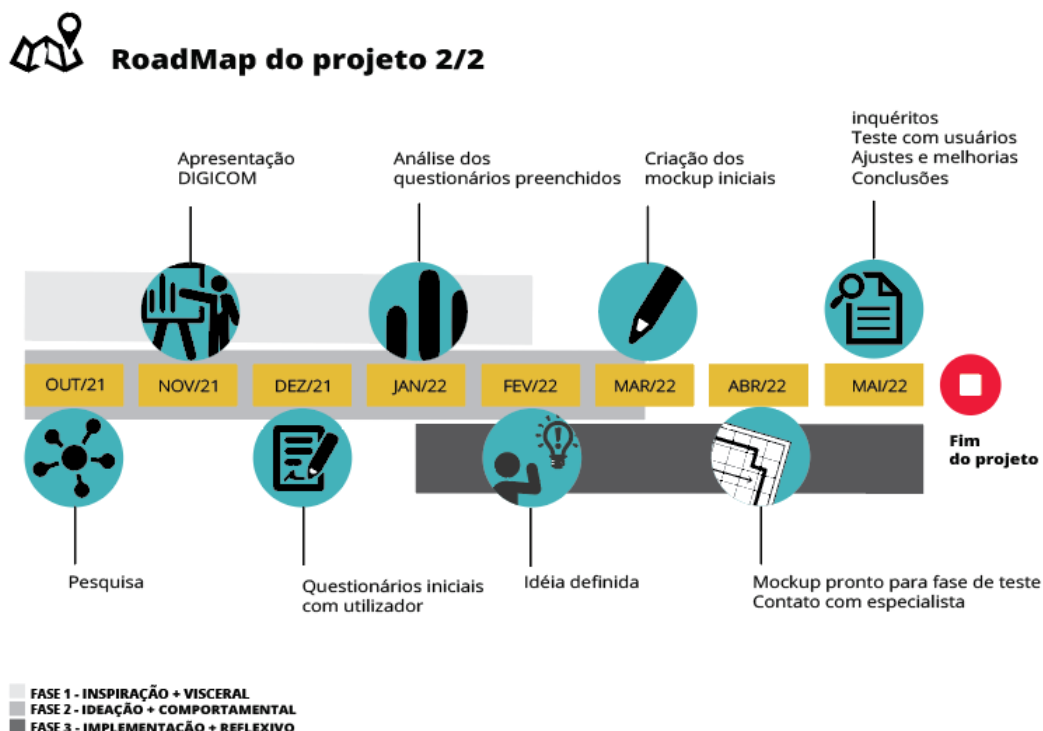 RoadMap do projeto 2/2
inquéritos
Teste com usuários
Ajustes e melhorias
Conclusões
Apresentação
DIGICOM
Análise dos
questionários preenchidos
Criação dos
mockup iniciais
OUT/21
NOV/21
DEZ/21
JAN/22
FEV/22
MAR/22
ABR/22
MAI/22
Fim
do projeto
Pesquisa
Questionários iniciais
com utilizador
Idéia definida
Mockup pronto para fase de teste
Contato com especialista
FASE 1 - INSPIRAÇÃO + VISCERAL
FASE 2 - IDEAÇÃO + COMPORTAMENTAL
FASE 3 - IMPLEMENTAÇÃO + REFLEXIVO